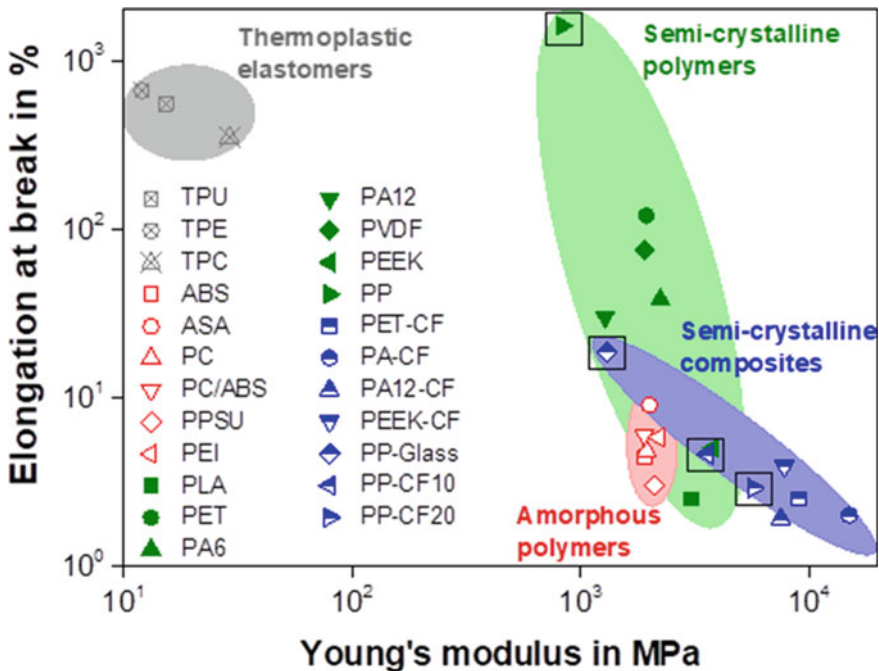 Elongation at break in %
10³
10²
10¹
10⁰
Thermoplastic
elastomers
Semi-crystalline
polymers
TPU
TPE
TPC
ABS
ASA
PC
PC/ABS
PPSU
PEI
PLA
PET
PA6
PA12
PVDF
PEEK
PP
PET-CF
PA-CF
PA12-CF
PEEK-CF
PP-Glass
PP-CF10
PP-CF20
Semi-crystalline
composites
Amorphous
polymers
10¹
10²
10³
10⁴
Young's modulus in MPa